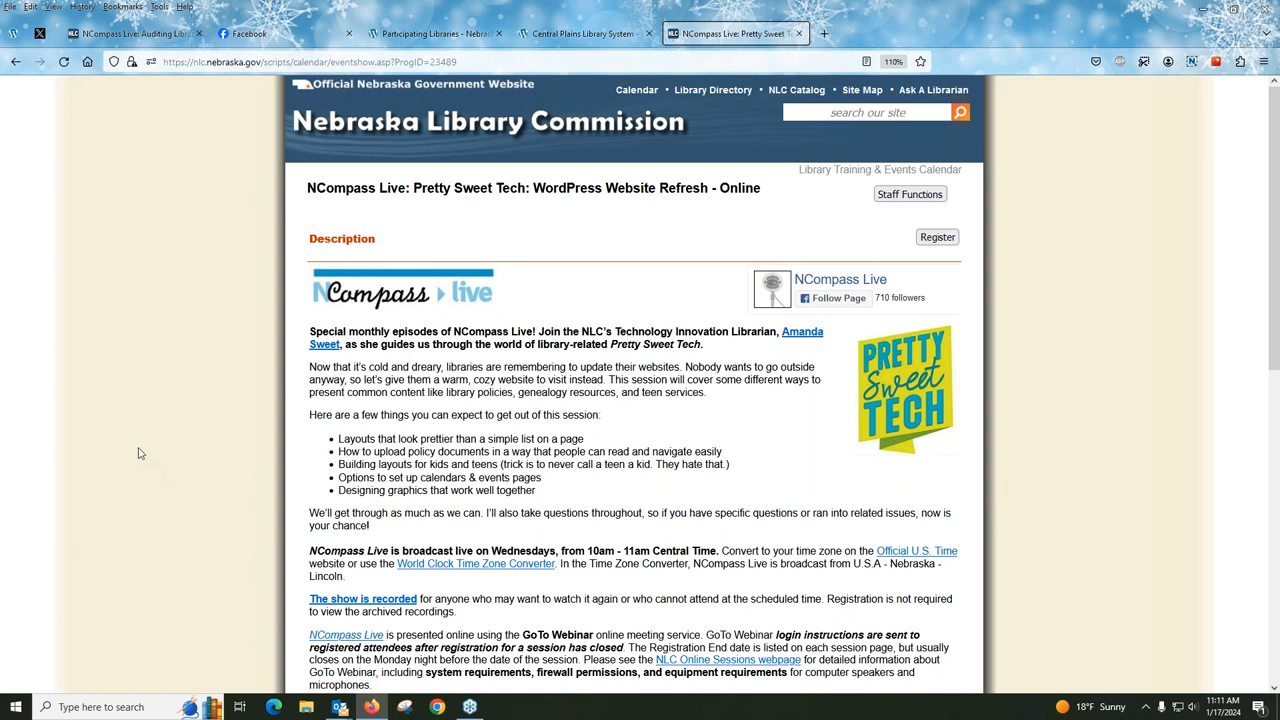 File Edit View History Bookmarks Tools Help
NCompass Live: Auditing Libra
Facebook
Participating Libraries - Nebras
Central Plains Library System -
NCompass Live: Pretty Sweet T
https://nlc.nebraska.gov/scripts/calendar/eventshow.asp?ProgID=23489
110%
Official Nebraska Government Website
Calendar • Library Directory • NLC Catalog • Site Map • Ask A Librarian
Nebraska Library Commission
search our site
Library Training & Events Calendar
NCompass Live: Pretty Sweet Tech: WordPress Website Refresh - Online
Staff Functions
Description
Register
NCompass live
NCompass Live
Follow Page 710 followers
Special monthly episodes of NCompass Live! Join the NLC's Technology Innovation Librarian, Amanda
Sweet, as she guides us through the world of library-related Pretty Sweet Tech.
PRETTY
Sweet
TECH
Now that it's cold and dreary, libraries are remembering to update their websites. Nobody wants to go outside
anyway, so let's give them a warm, cozy website to visit instead. This session will cover some different ways to
present common content like library policies, genealogy resources, and teen services.
Here are a few things you can expect to get out of this session:
• Layouts that look prettier than a simple list on a page
• How to upload policy documents in a way that people can read and navigate easily
• Building layouts for kids and teens (trick is to never call a teen a kid. They hate that.)
• Options to set up calendars & events pages
• Designing graphics that work well together
We'll get through as much as we can. I'll also take questions throughout, so if you have specific questions or ran into related issues, now is
your chance!
NCompass Live is broadcast live on Wednesdays, from 10am - 11am Central Time. Convert to your time zone on the Official U.S. Time
website or use the World Clock Time Zone Converter. In the Time Zone Converter, NCompass Live is broadcast from U.S.A - Nebraska -
Lincoln.
The show is recorded for anyone who may want to watch it again or who cannot attend at the scheduled time. Registration is not required
to view the archived recordings.
NCompass Live is presented online using the GoTo Webinar online meeting service. GoTo Webinar login instructions are sent to
registered attendees after registration for a session has closed. The Registration End date is listed on each session page, but usually
closes on the Monday night before the date of the session. Please see the NLC Online Sessions webpage for detailed information about
GoTo Webinar, including system requirements, firewall permissions, and equipment requirements for computer speakers and
microphones.
Type here to search
18°F Sunny
11:11 AM
1/17/2024